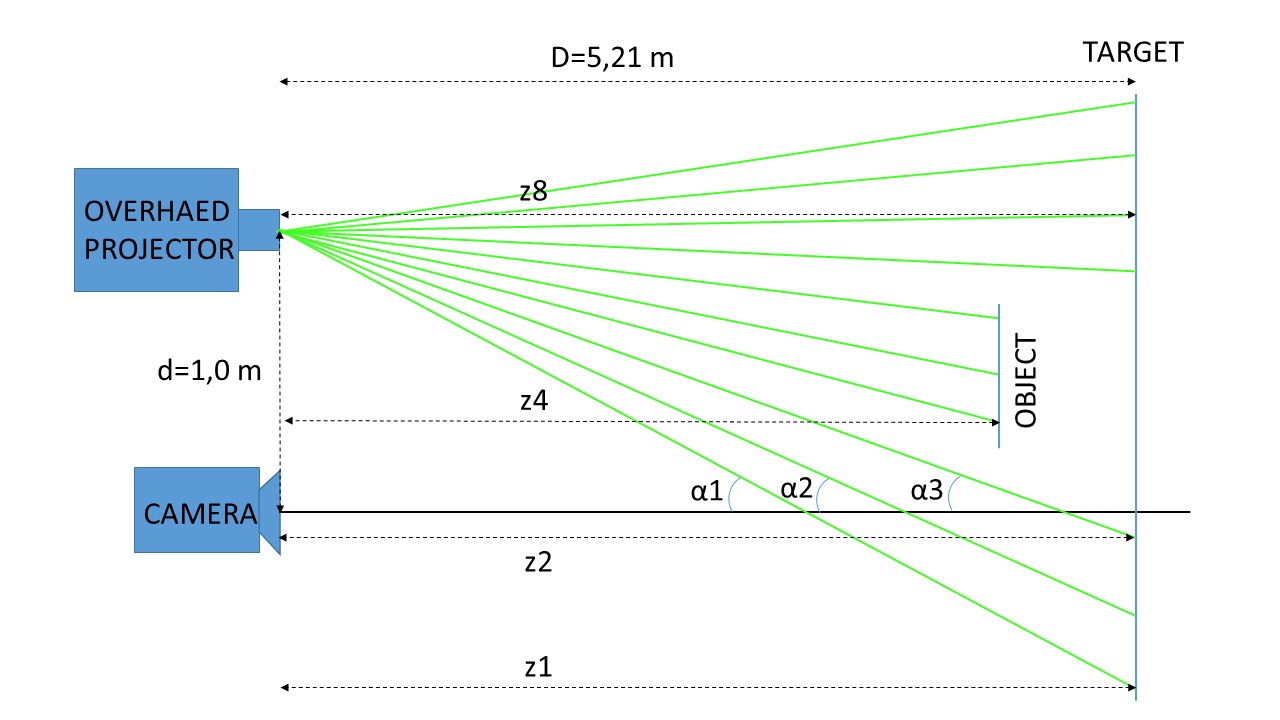 D=5,21 m
TARGET
z8
OVERHAED
PROJECTOR
d=1,0 m
z4
OBJECT
α1
α2
α3
CAMERA
z2
z1